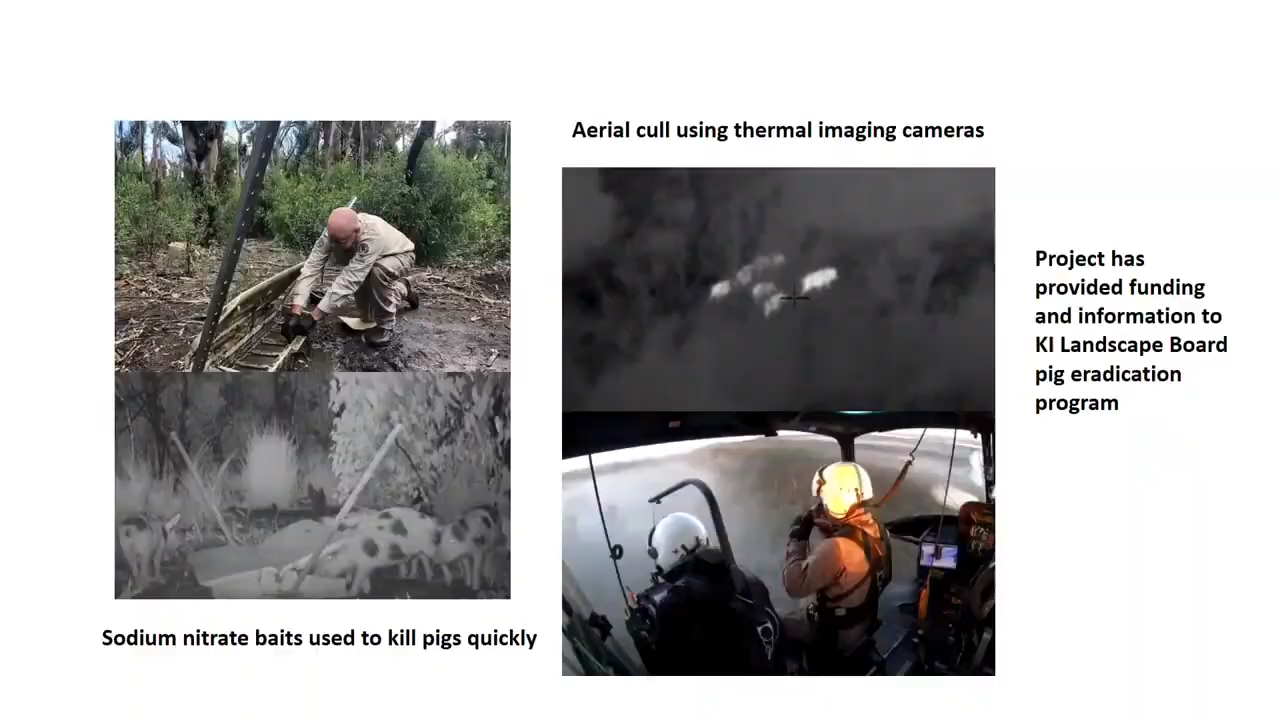 Aerial cull using thermal imaging cameras
Project has
provided funding
and information to
KI Landscape Board
pig eradication
program
Sodium nitrate baits used to kill pigs quickly